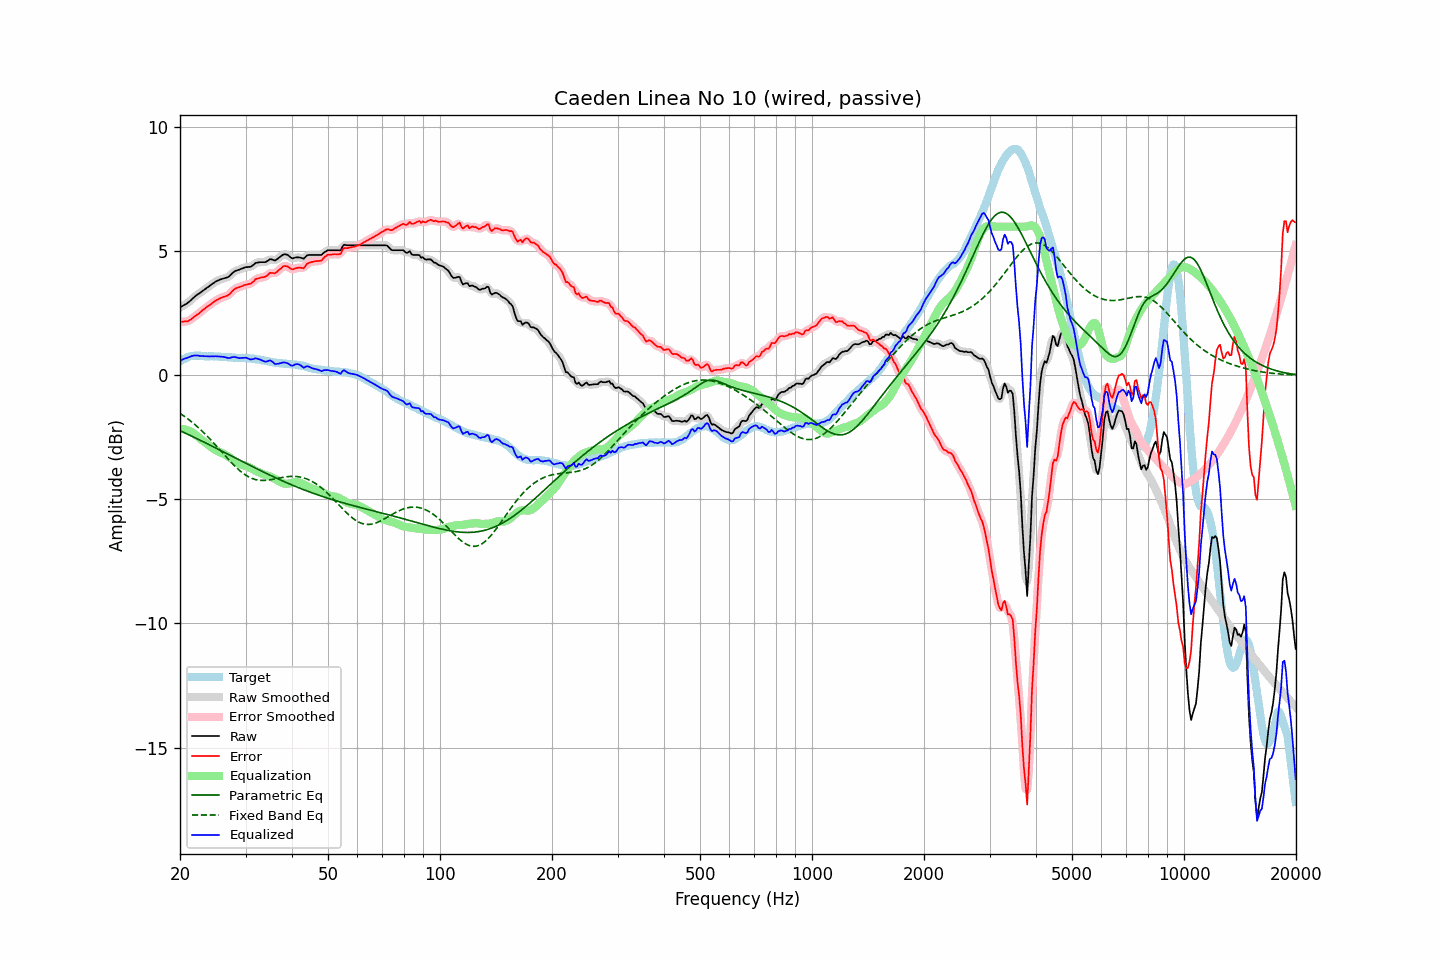 Caeden Linea No 10 (wired, passive)
10
5
0
−5
−10
−15
Amplitude (dBr)
Target
Raw Smoothed
Error Smoothed
Raw
Error
Equalization
Parametric Eq
Fixed Band Eq
Equalized
20 50 100 200 500 1000 2000 5000 10000 20000
Frequency (Hz)